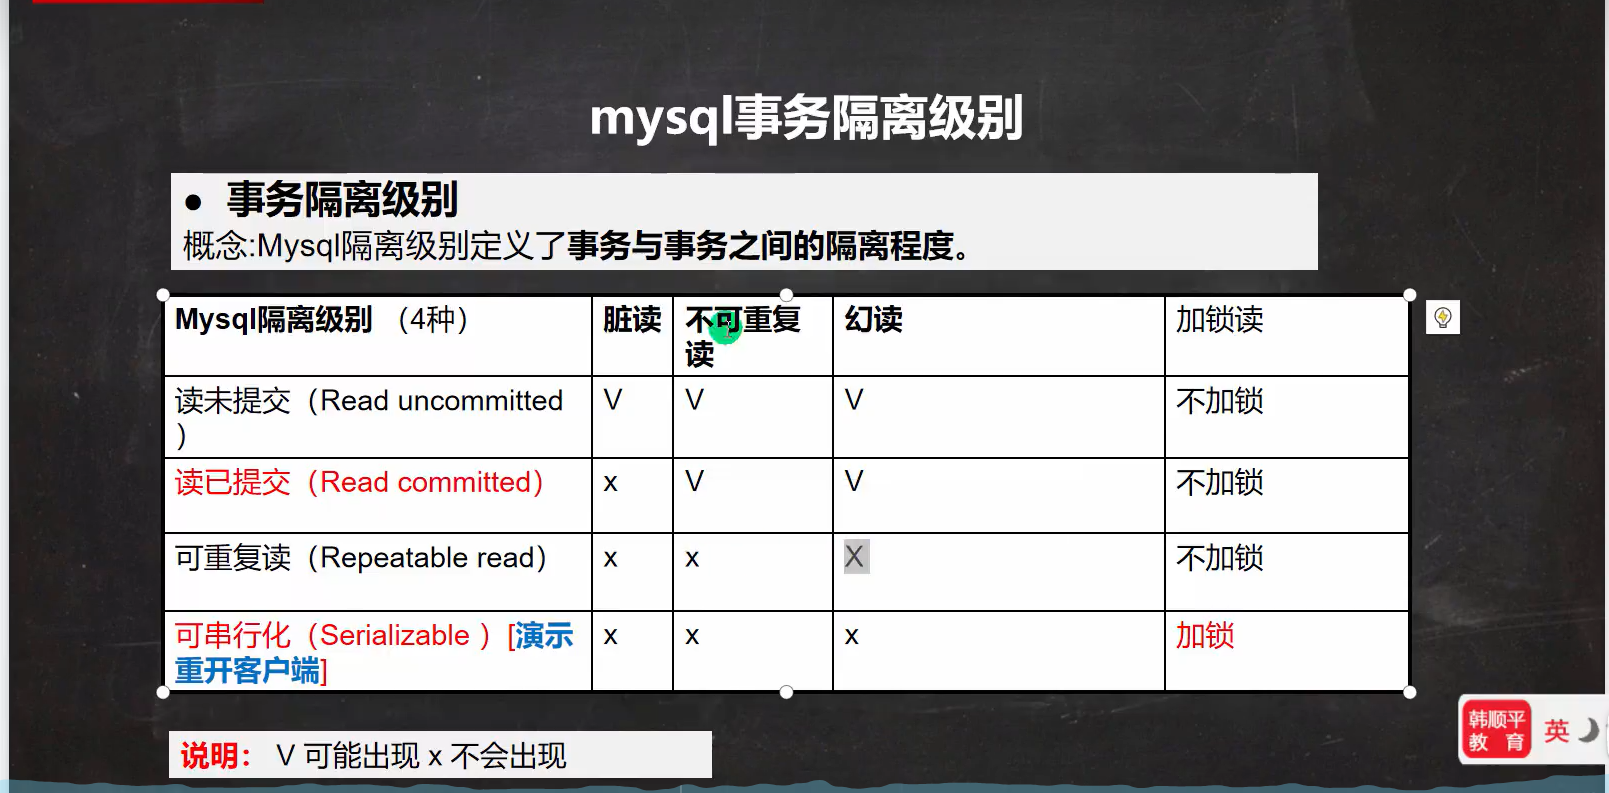 mysql事务隔离级别
● 事务隔离级别
概念:Mysql隔离级别定义了事务与事务之间的隔离程度。
Mysql隔离级别 （4种） 脏读 不可重复 幻读 加锁读
读
读未提交（Read uncommitted V V V 不加锁
）
读已提交（Read committed） x V V 不加锁
可重复读（Repeatable read） x x X 不加锁
可串行化（Serializable ）[演示 x x x 加锁
重开客户端]
说明： V 可能出现 x 不会出现
韩顺平
教 育
英